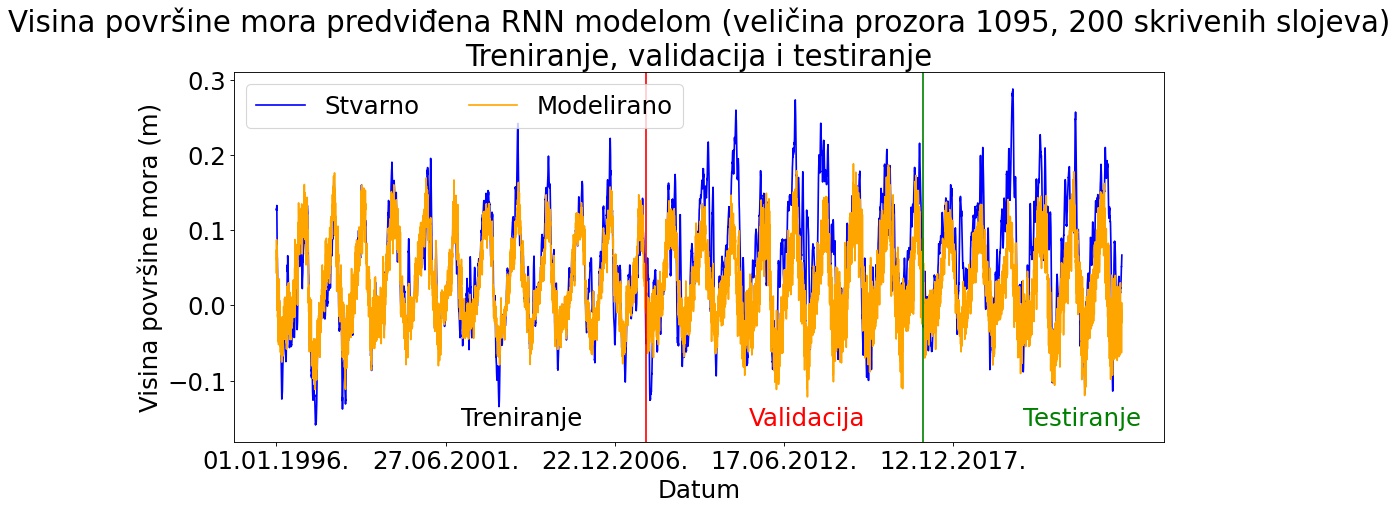 Visina površine mora predviđena RNN modelom (veličina prozora 1095, 200 skrivenih slojeva)
Treniranje, validacija i testiranje
Stvarno Modelirano
Visina površine mora (m)
0.3
0.2
0.1
0.0
−0.1
Treniranje Validacija Testiranje
01.01.1996. 27.06.2001. 22.12.2006. 17.06.2012. 12.12.2017.
Datum